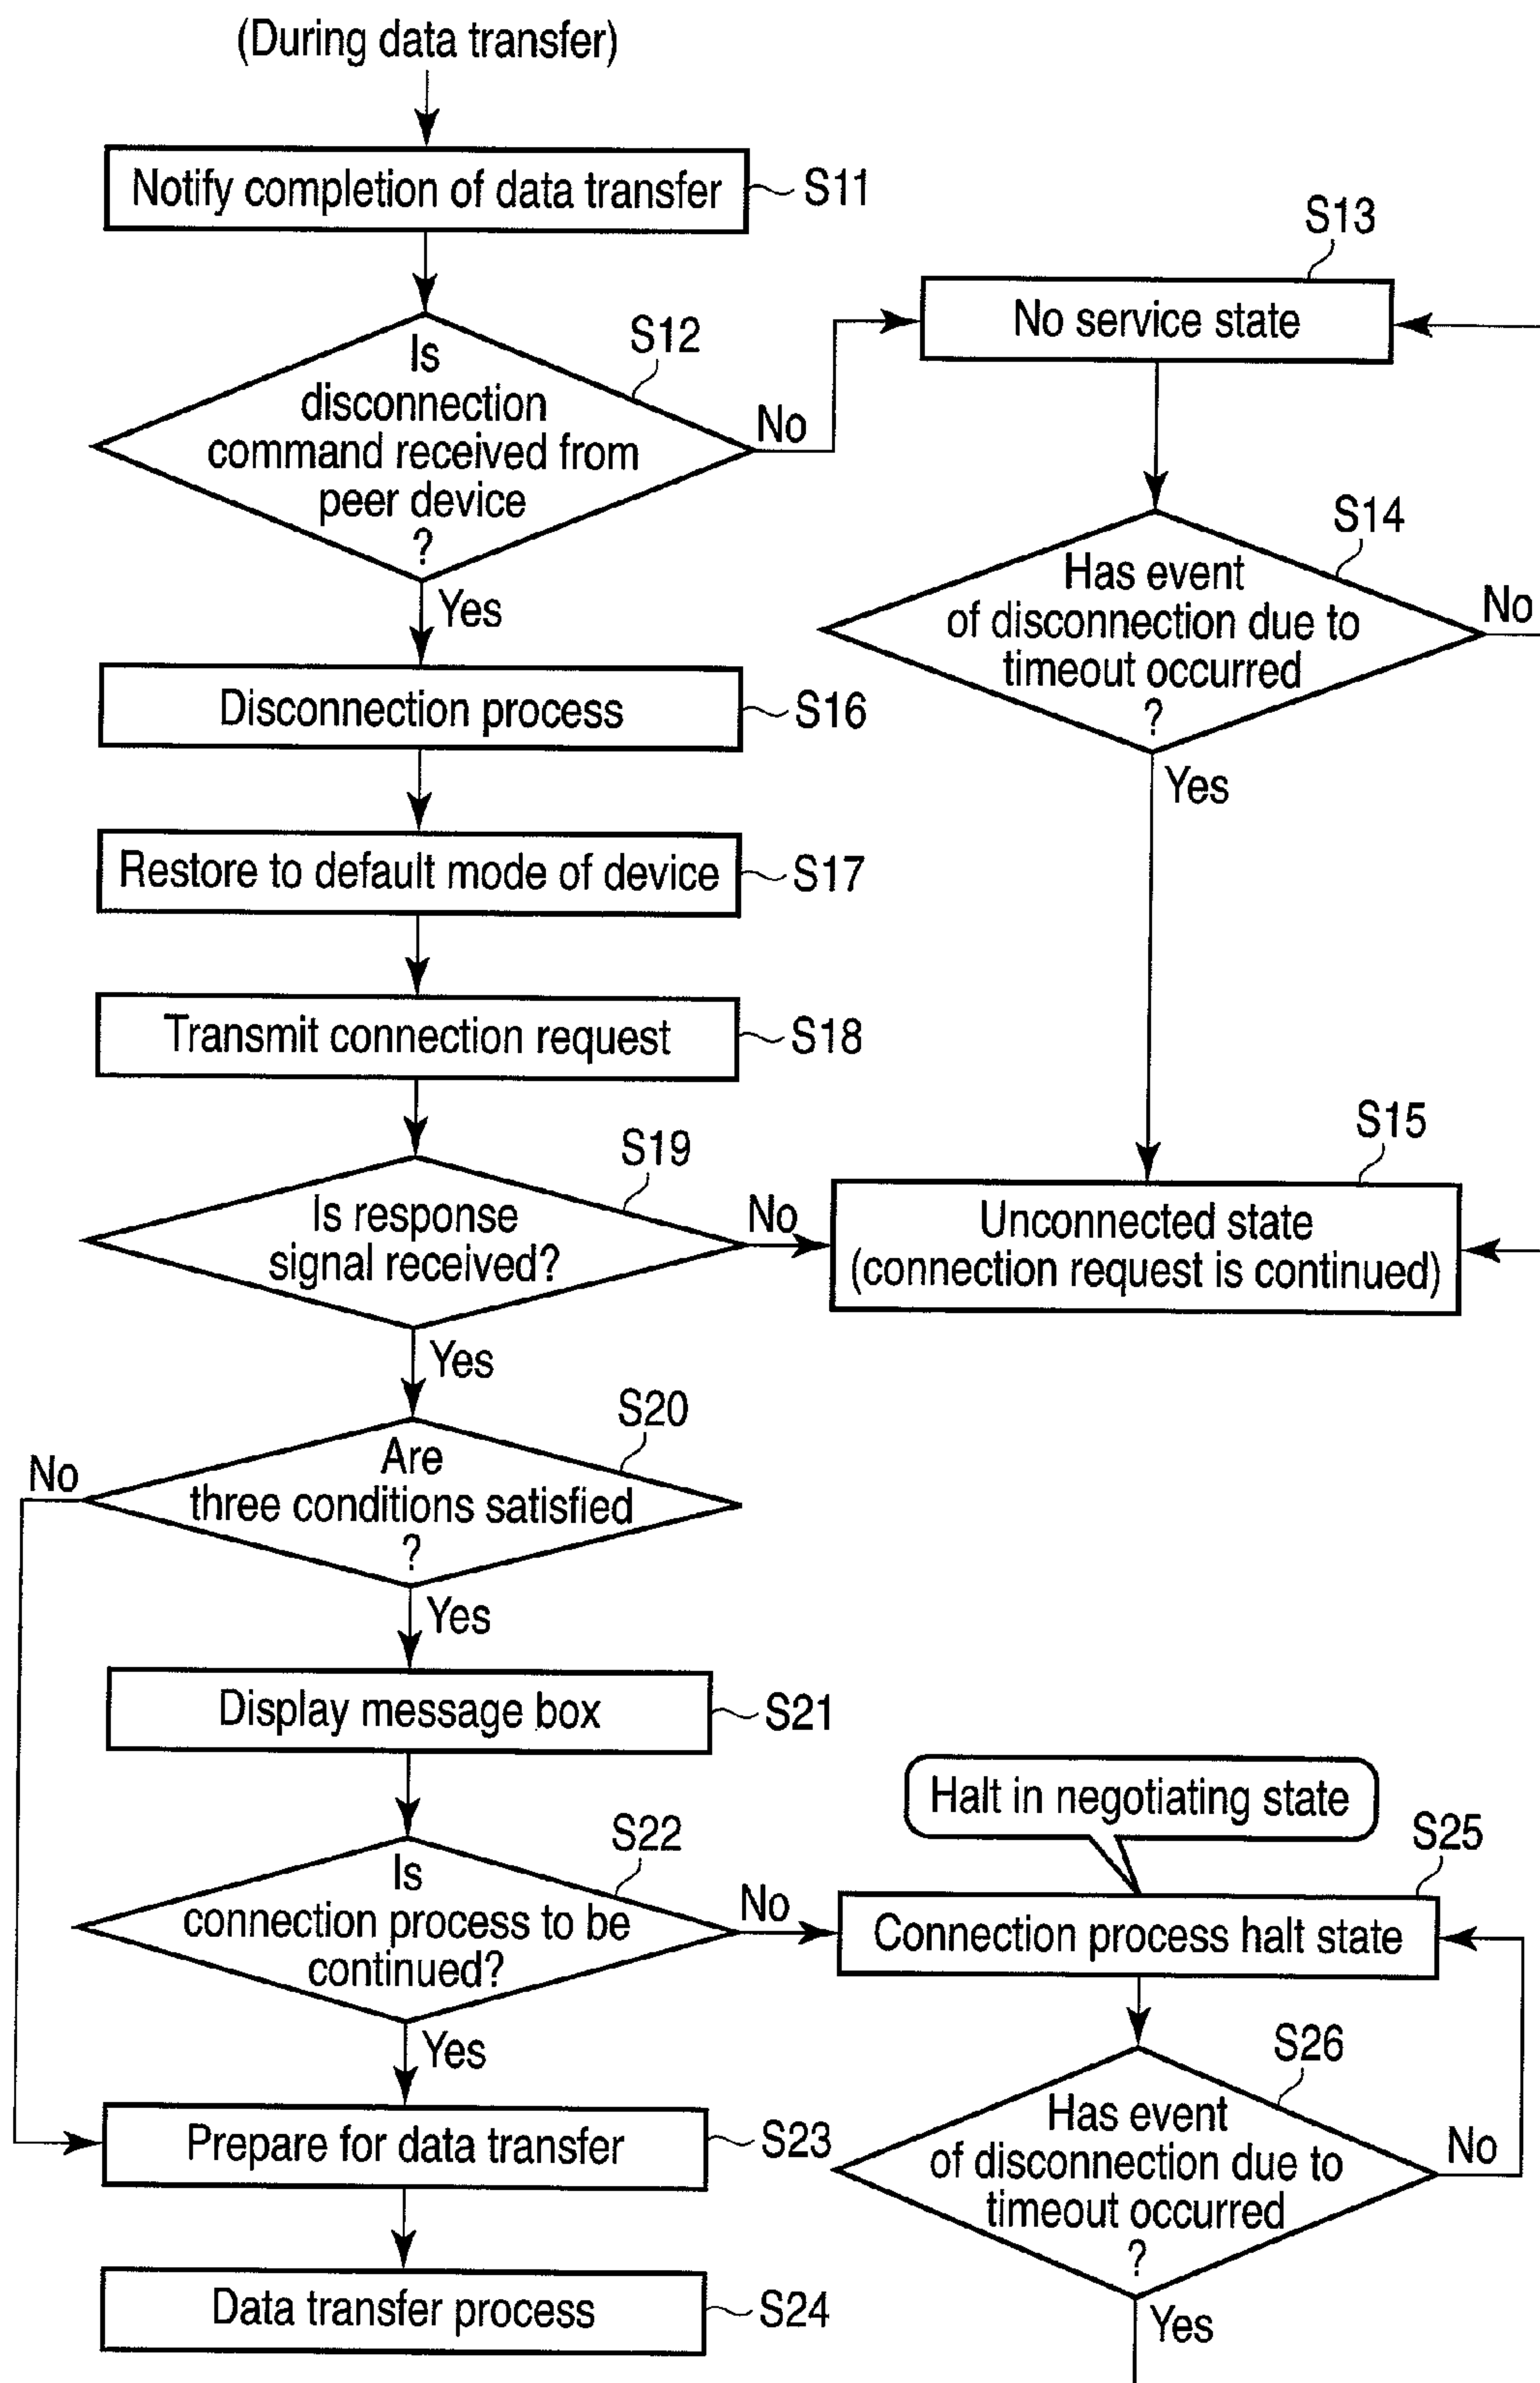 (During data transfer)
Notify completion of data transfer
S11
S13
No service state
S12
Is
disconnection
command received from
peer device
?
No
Yes
S14
Has event
of disconnection due to
timeout occurred
?
No
Yes
Disconnection process
S16
Restore to default mode of device
S17
Transmit connection request
S18
S19
Is response
signal received?
No
Yes
S15
Unconnected state
(connection request is continued)
S20
Are
three conditions satisfied
?
No
Yes
Display message box
S21
S22
Is
connection process to be
continued?
No
Yes
Halt in negotiating state
S25
Connection process halt state
S26
Has event
of disconnection due to
timeout occurred
?
No
Yes
Prepare for data transfer
S23
Data transfer process
S24